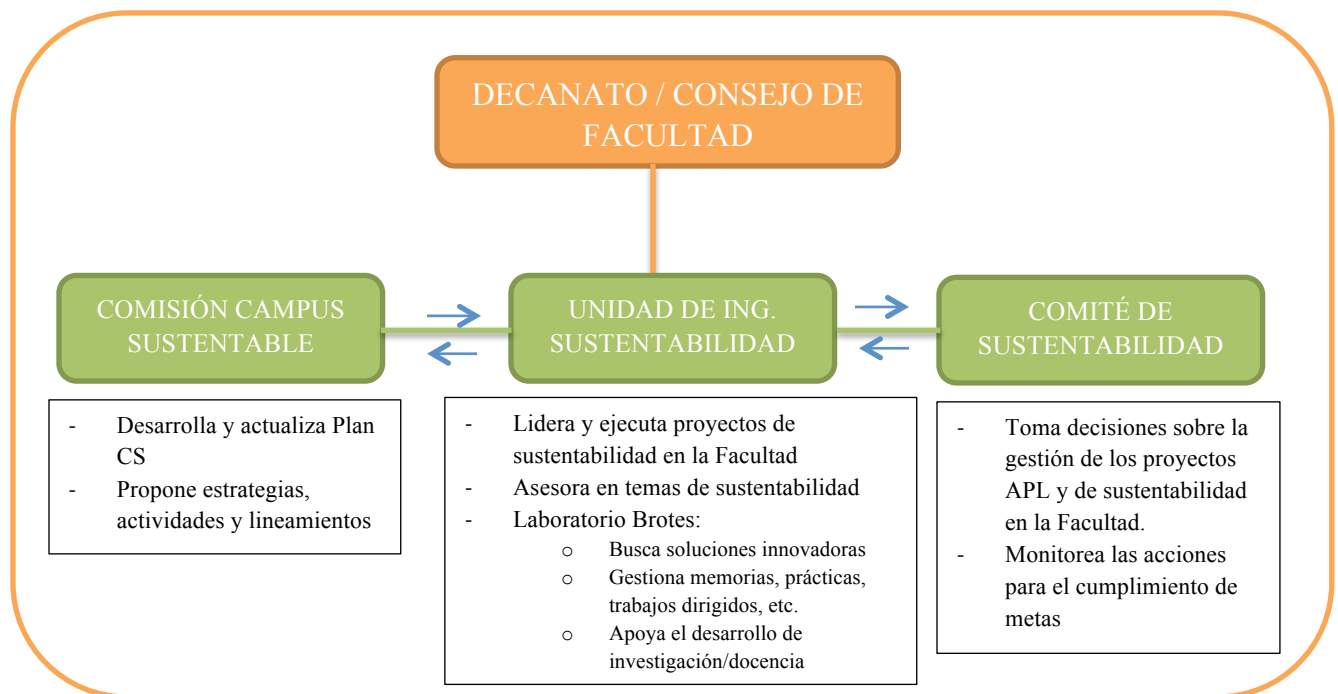 DECANATO / CONSEJO DE
FACULTAD
COMISIÓN CAMPUS
SUSTENTABLE
UNIDAD DE ING.
SUSTENTABILIDAD
COMITÉ DE
SUSTENTABILIDAD
- Desarrolla y actualiza Plan
CS
- Propone estrategias,
actividades y lineamientos
- Lidera y ejecuta proyectos de
sustentabilidad en la Facultad
- Asesora en temas de sustentabilidad
- Laboratorio Brotes:
o Busca soluciones innovadoras
o Gestiona memorias, prácticas,
trabajos dirigidos, etc.
o Apoya el desarrollo de
investigación/docencia
- Toma decisiones sobre la
gestión de los proyectos
APL y de sustentabilidad
en la Facultad.
- Monitorea las acciones
para el cumplimiento de
metas